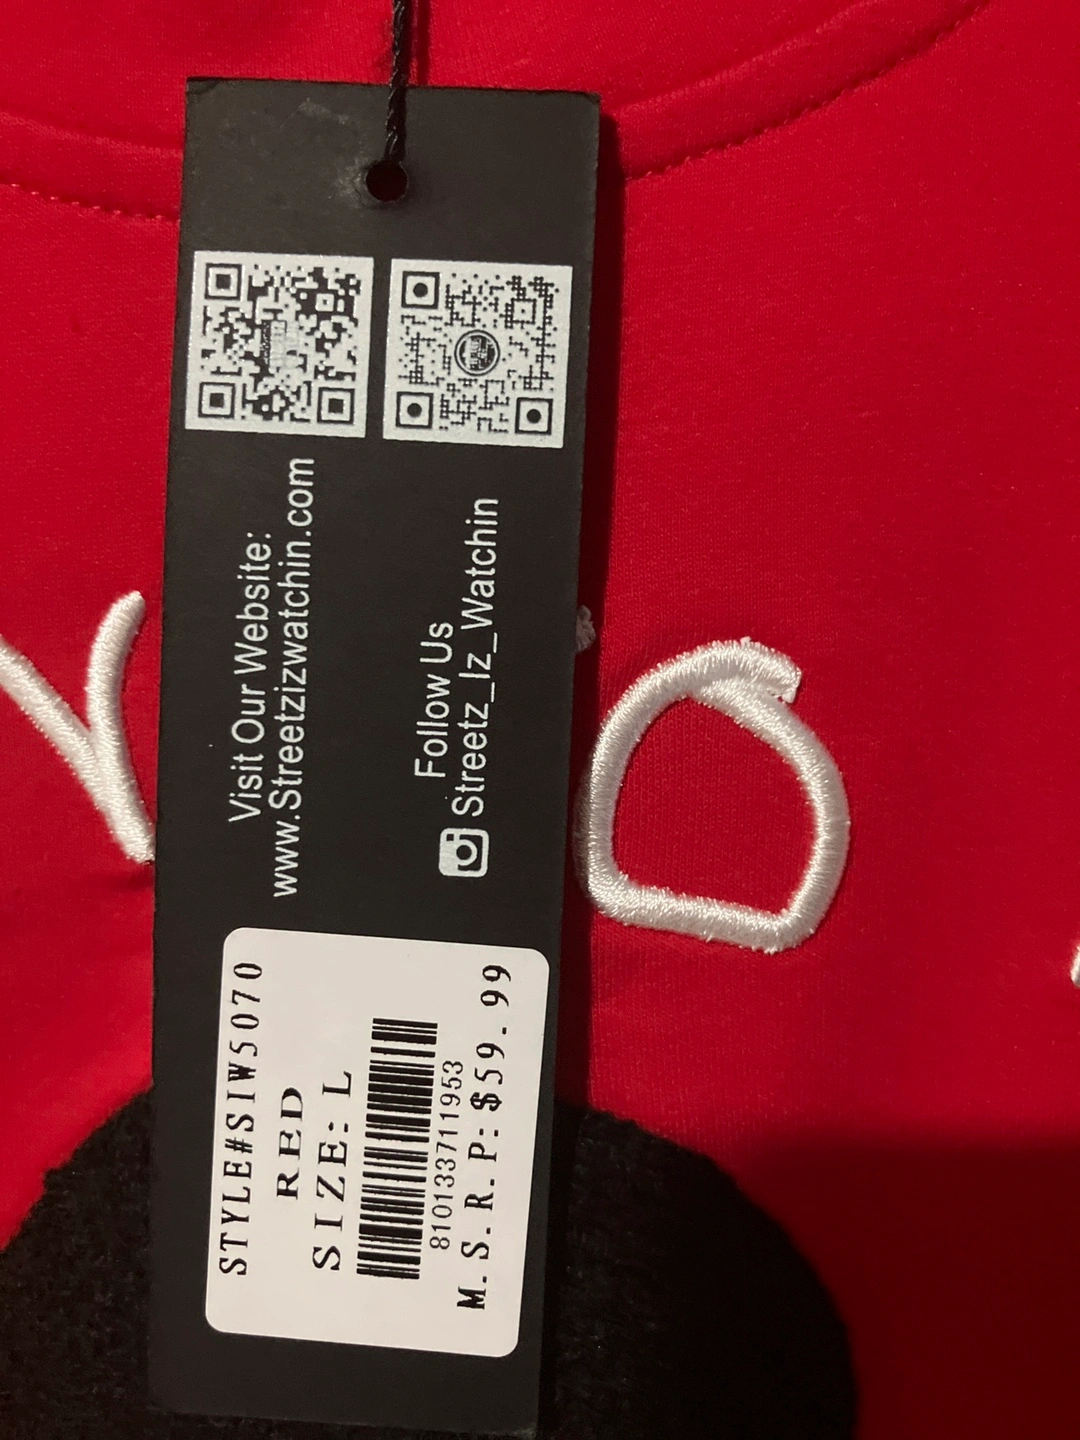 Visit Our Website:
www.Streetzizwatchin.com
Follow Us
Streetz_Iz_Watchin
STYLE#SIW5070
RED
SIZE: L
810133711953
M.S.R.P: $59.99